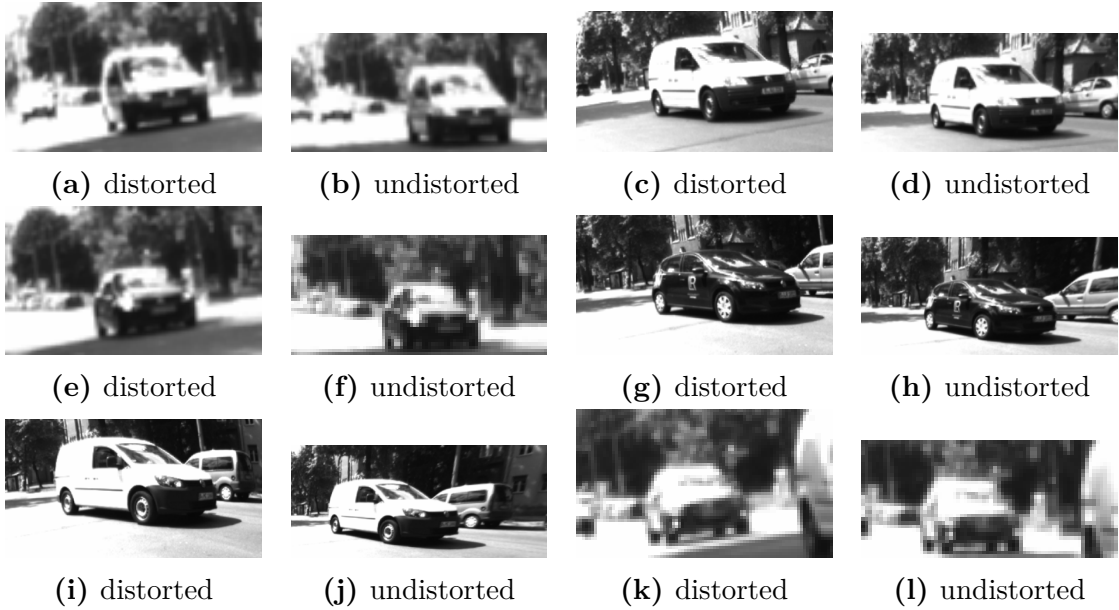 (a) distorted
(b) undistorted
(c) distorted
(d) undistorted
(e) distorted
(f) undistorted
(g) distorted
(h) undistorted
(i) distorted
(j) undistorted
(k) distorted
(l) undistorted